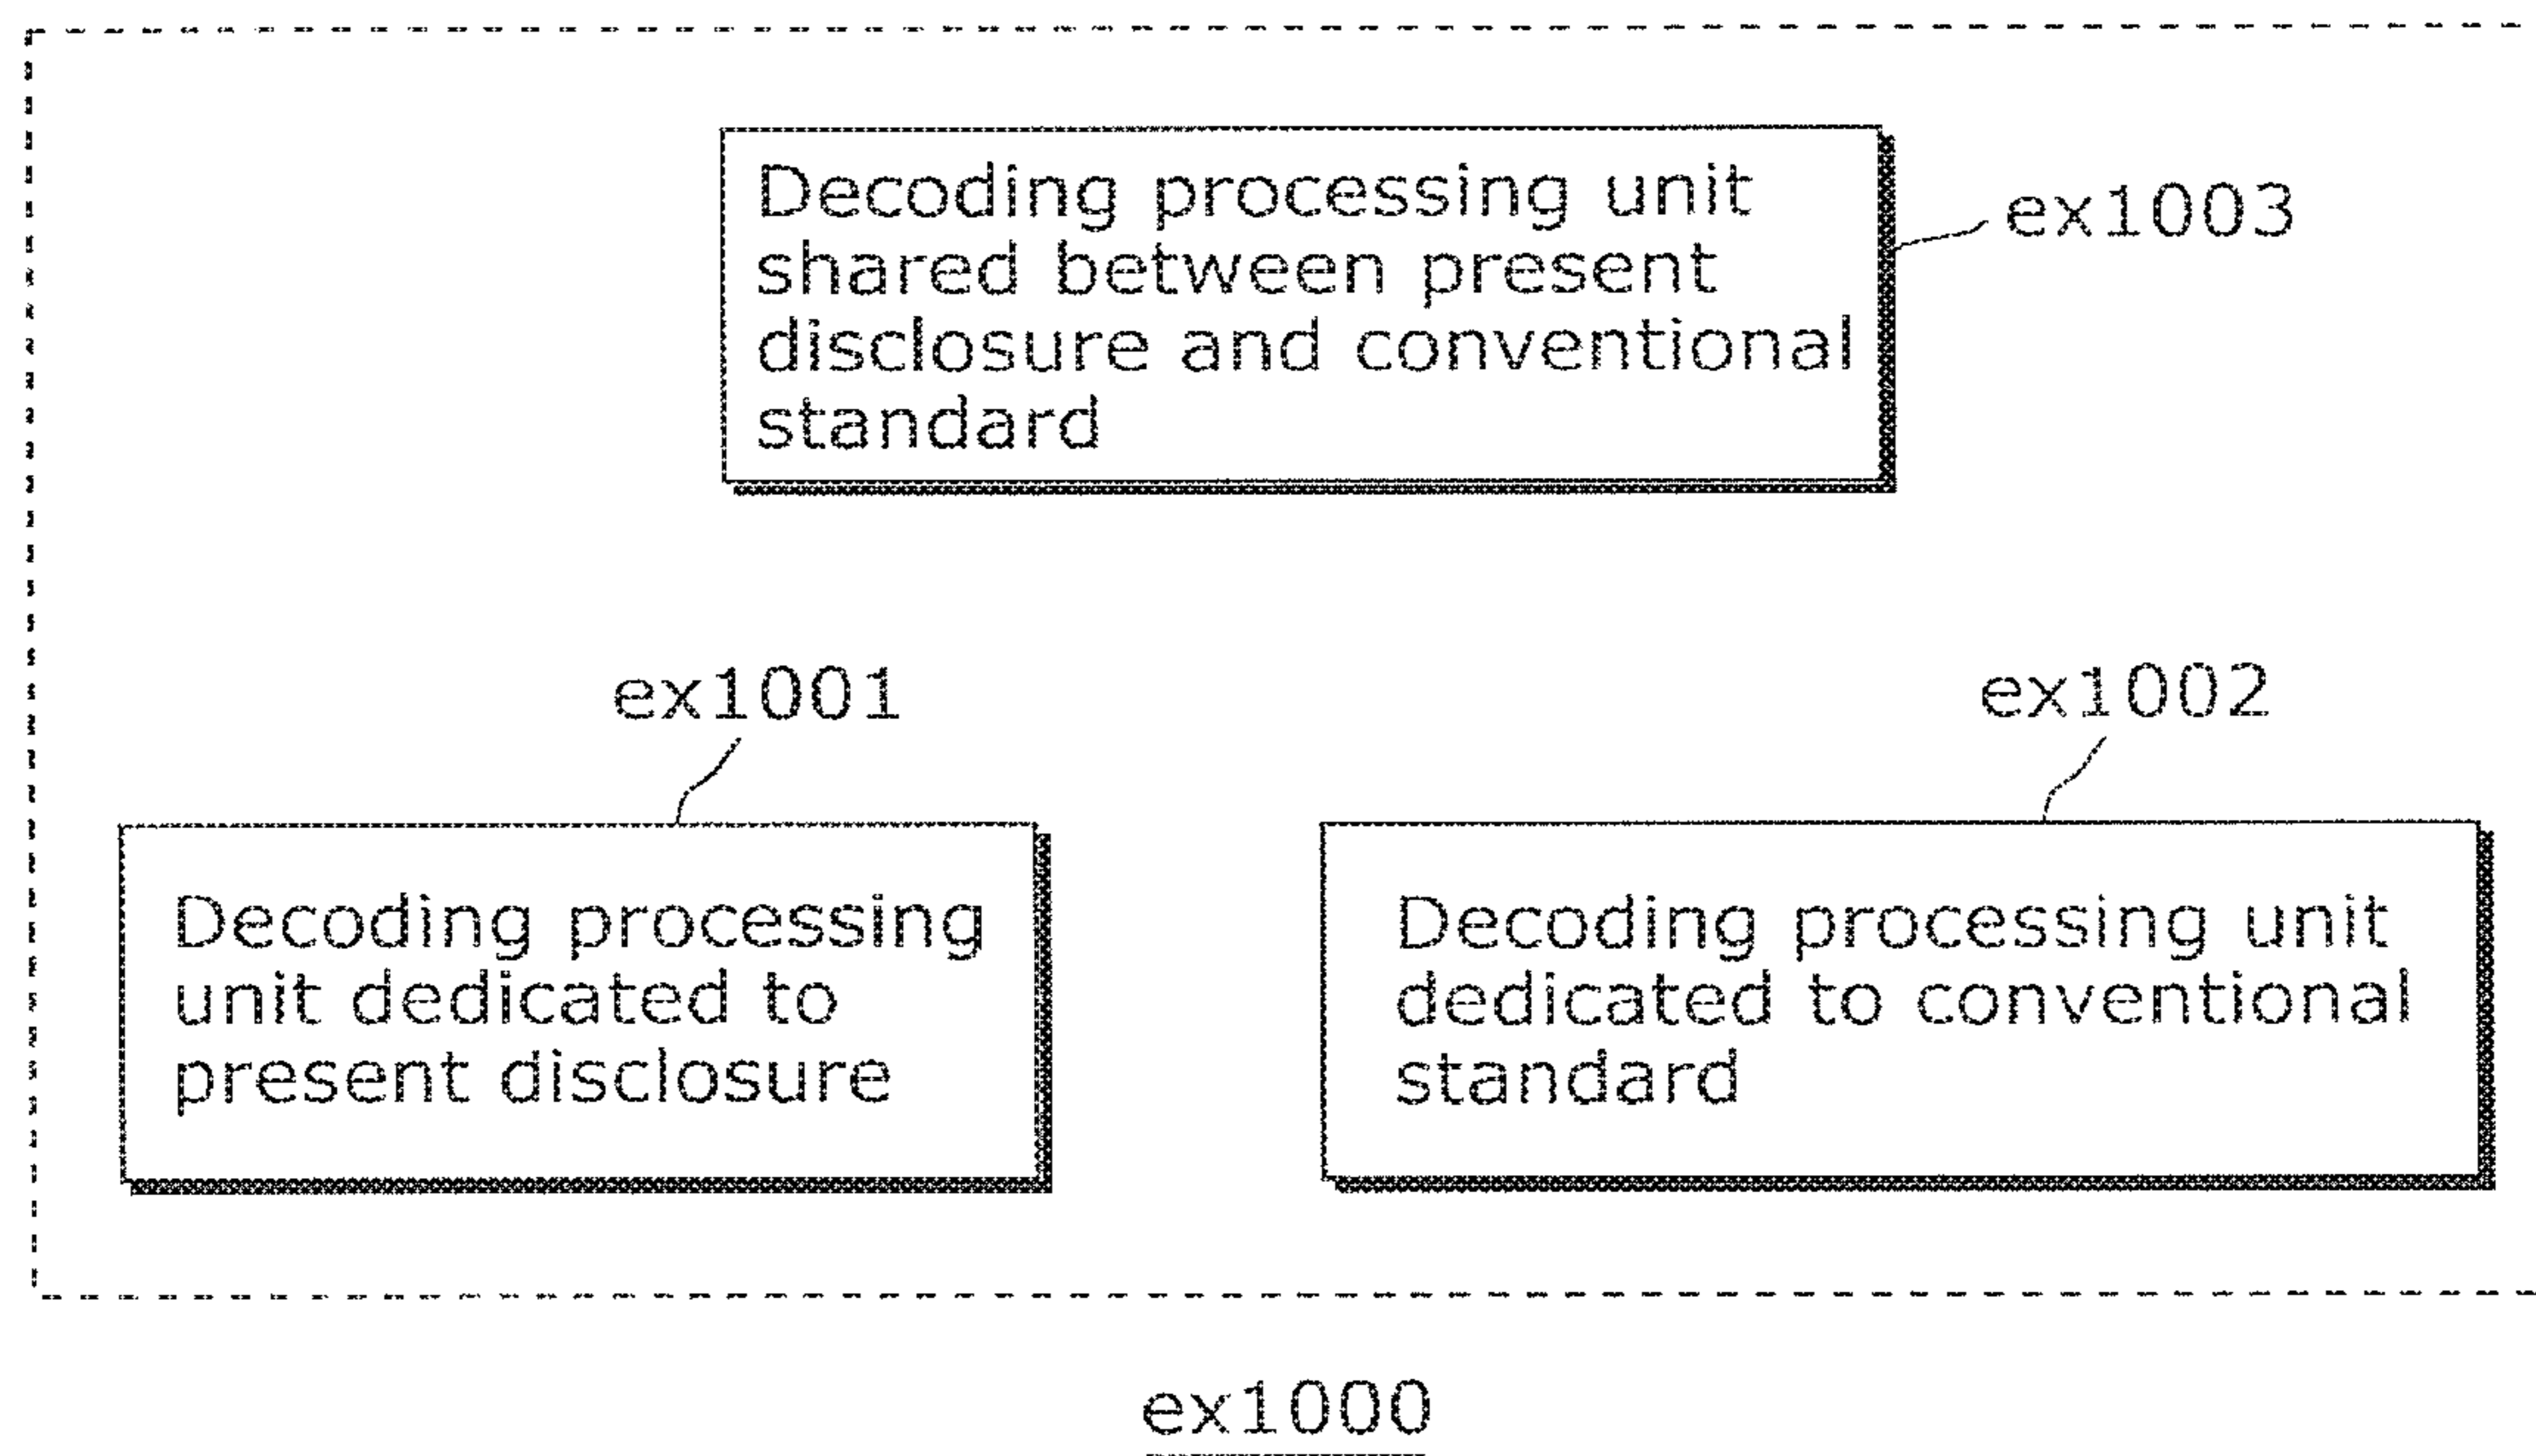 Decoding processing unit
shared between present
disclosure and conventional
standard
ex1003
ex1001
ex1002
Decoding processing
unit dedicated to
present disclosure
Decoding processing unit
dedicated to conventional
standard
ex1000